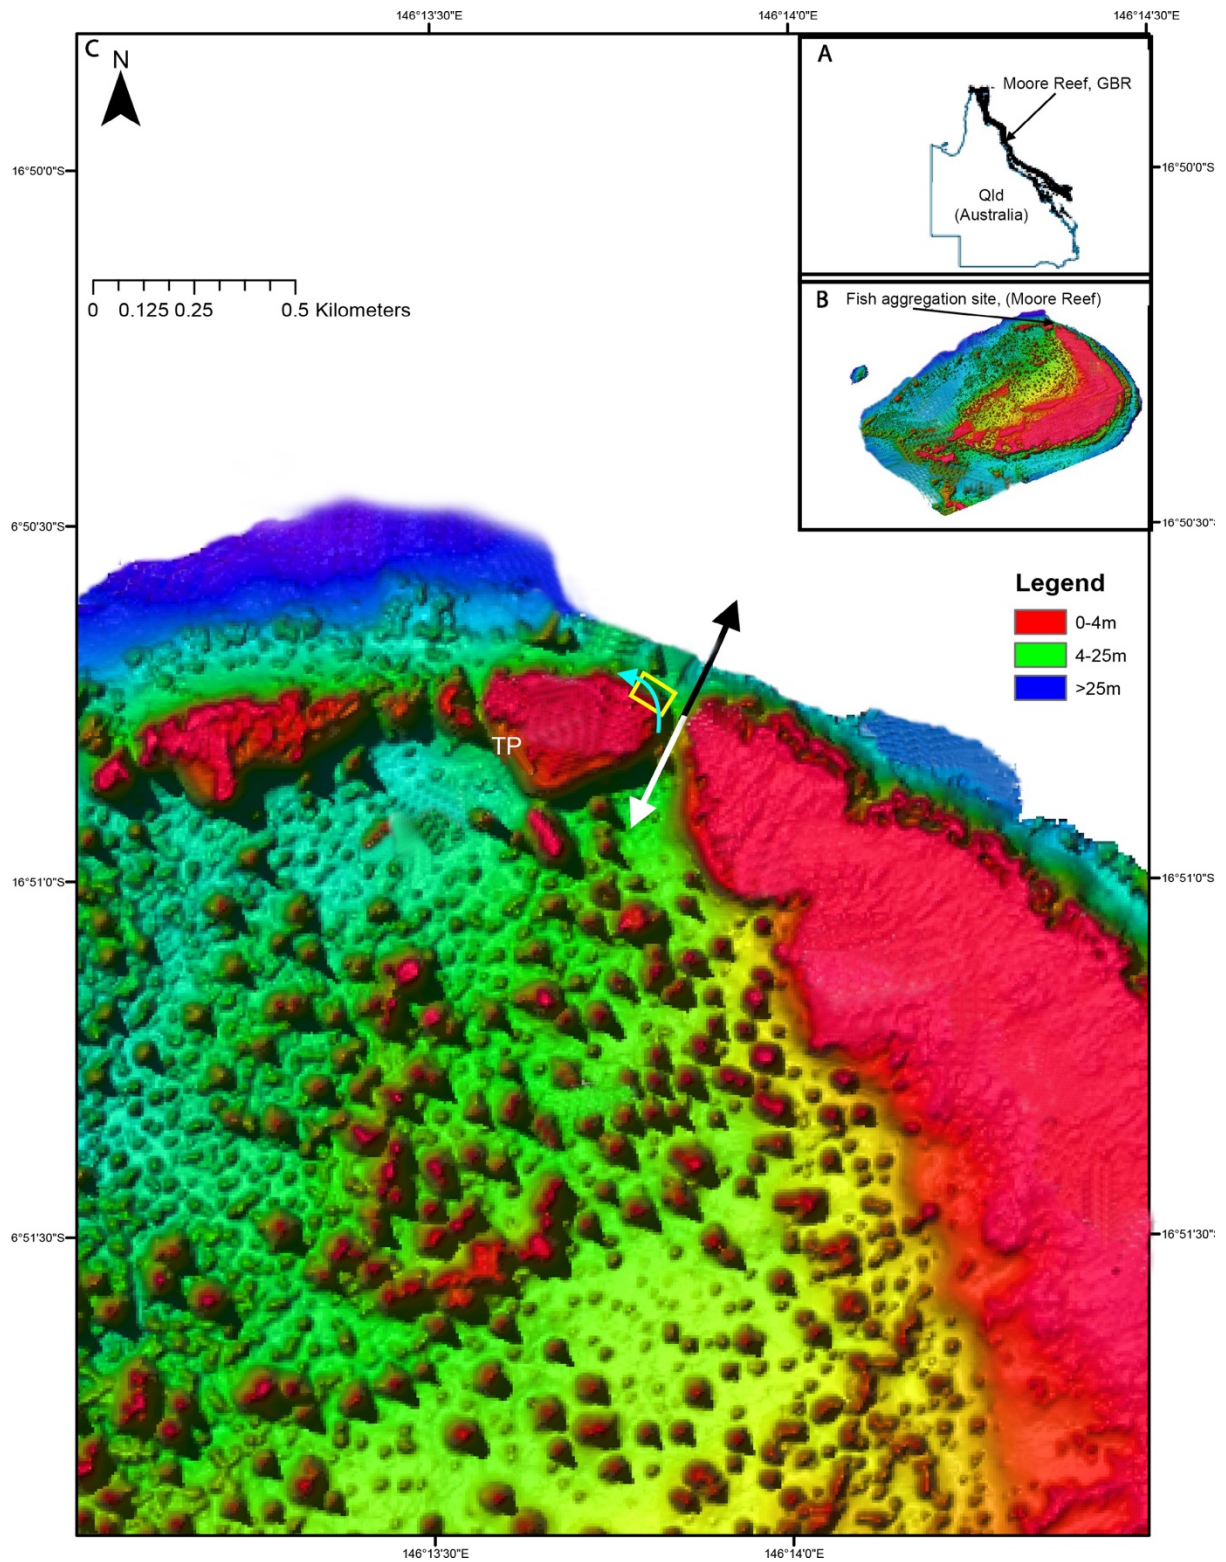 146°13'30"E
146°14'0"E
146°14'30"E
C
N
A
Moore Reef, GBR
Qld
(Australia)
16°50'0"S
16°50'0"S
0 0.125 0.25 0.5 Kilometers
B
Fish aggregation site, (Moore Reef)
6°50'30"S
16°50'30"S
Legend
0-4m
4-25m
>25m
TP
16°51'0"S
16°51'0"S
6°51'30"S
16°51'30"S
146°13'30"E
146°14'0"E